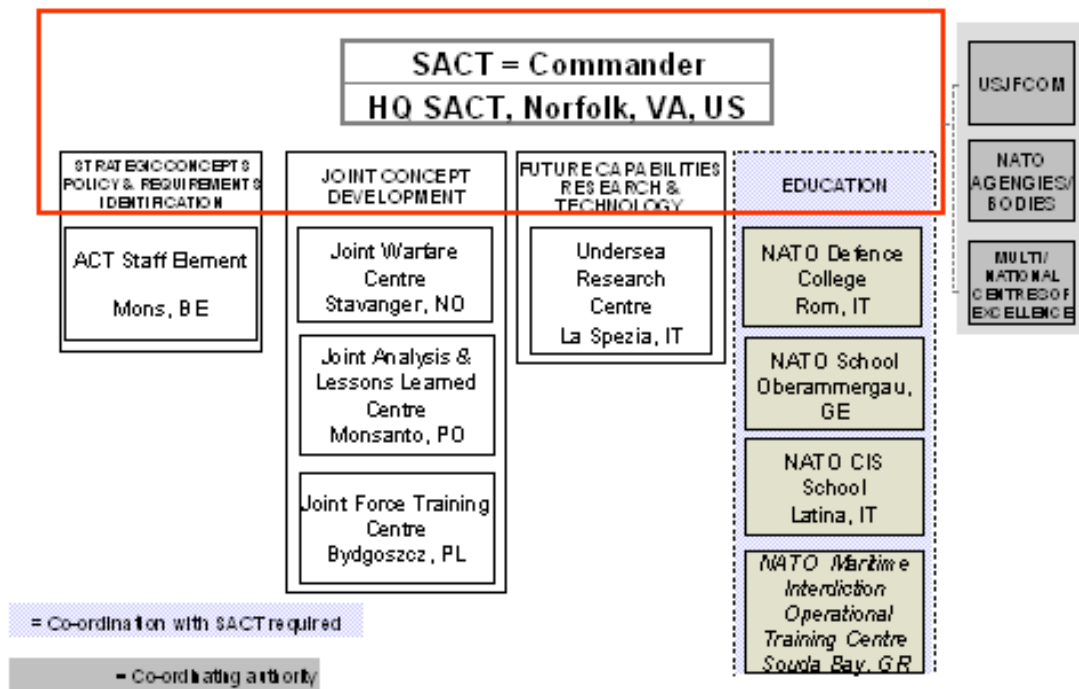 SACT = Commander
HQ SACT, Norfolk, VA, US
STRATEGIC CONCEPTS
POLICY & REQUIREMENTS
IDENTIFICATION
ACT Staff Element
Mons, BE
JOINT CONCEPT
DEVELOPMENT
Joint Warfare
Centre
Stavanger, NO
Joint Analysis &
Lessons Learned
Centre
Monsanto, PO
Joint Force Training
Centre
Bydgoszcz, PL
FUTURE CAPABILITIES
RESEARCH &
TECHNOLOGY
Undersea
Research
Centre
La Spezia, IT
EDUCATION
NATO Defence
College
Rom, IT
NATO School
Oberammergau,
GE
NATO CIS
School
Latina, IT
NATO Maritime
Interdiction
Operational
Training Centre
Souda Bay, GR
USJFCOM
NATO
AGENGIES/
BODIES
MULTI/
NATIONAL
CENTRES OF
EXCELLENCE
= Co-ordination with SACT required
= Co-ordinating authority